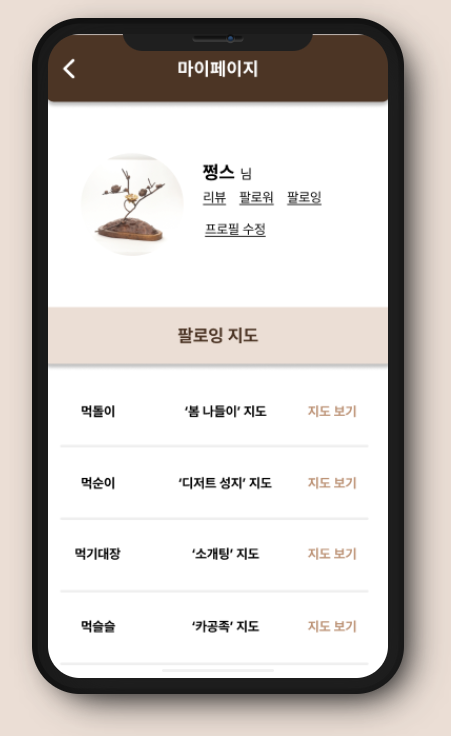 마이페이지
쩡스 님
리뷰 팔로워 팔로잉
프로필 수정
팔로잉 지도
먹돌이 ‘봄 나들이’ 지도 지도 보기
먹순이 ‘디저트 성지’ 지도 지도 보기
먹기대장 ‘소개팅’ 지도 지도 보기
먹슬슬 ‘카공족’ 지도 지도 보기